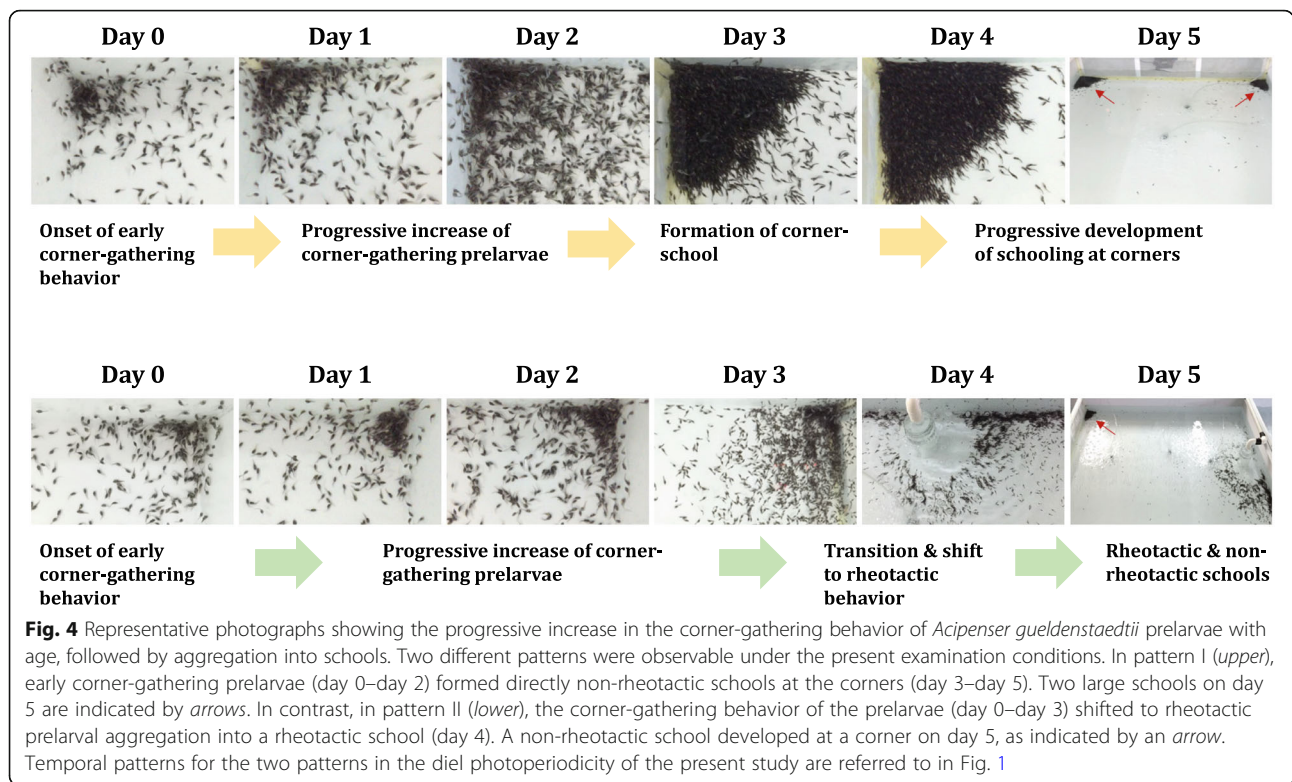 Day 0 Day 1 Day 2 Day 3 Day 4 Day 5
Onset of early
corner-gathering
behavior
Progressive increase of
corner-gathering prelarvae
Formation of corner-
school
Progressive development
of schooling at corners
Day 0 Day 1 Day 2 Day 3 Day 4 Day 5
Onset of early
corner-gathering
behavior
Progressive increase of corner-
gathering prelarvae
Transition & shift
to rheotactic
behavior
Rheotactic & non-
rheotactic schools
Fig. 4 Representative photographs showing the progressive increase in the corner-gathering behavior of Acipenser gueldenstaedtii prelarvae with
age, followed by aggregation into schools. Two different patterns were observable under the present examination conditions. In pattern I (upper),
early corner-gathering prelarvae (day 0–day 2) formed directly non-rheotactic schools at the corners (day 3–day 5). Two large schools on day
5 are indicated by arrows. In contrast, in pattern II (lower), the corner-gathering behavior of the prelarvae (day 0–day 3) shifted to rheotactic
prelarval aggregation into a rheotactic school (day 4). A non-rheotactic school developed at a corner on day 5, as indicated by an arrow.
Temporal patterns for the two patterns in the diel photoperiodicity of the present study are referred to in Fig. 1